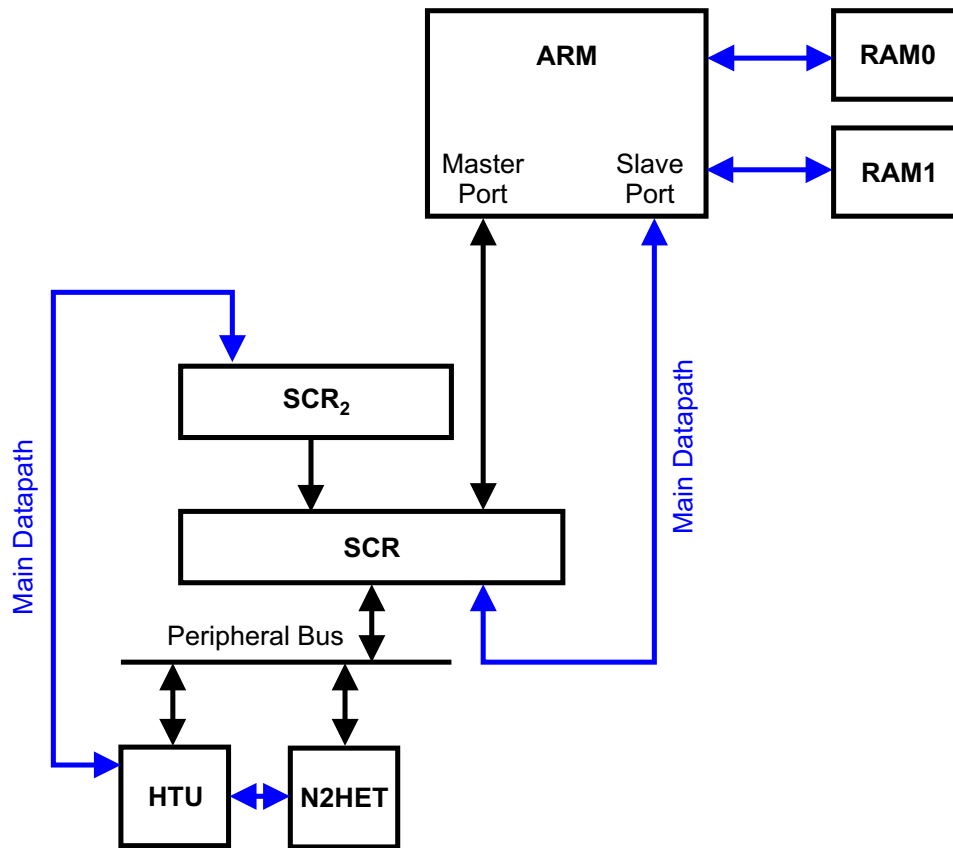 ARM
RAM0
RAM1
Master
Port
Slave
Port
SCR₂
Main Datapath
Main Datapath
SCR
Peripheral Bus
HTU
N2HET